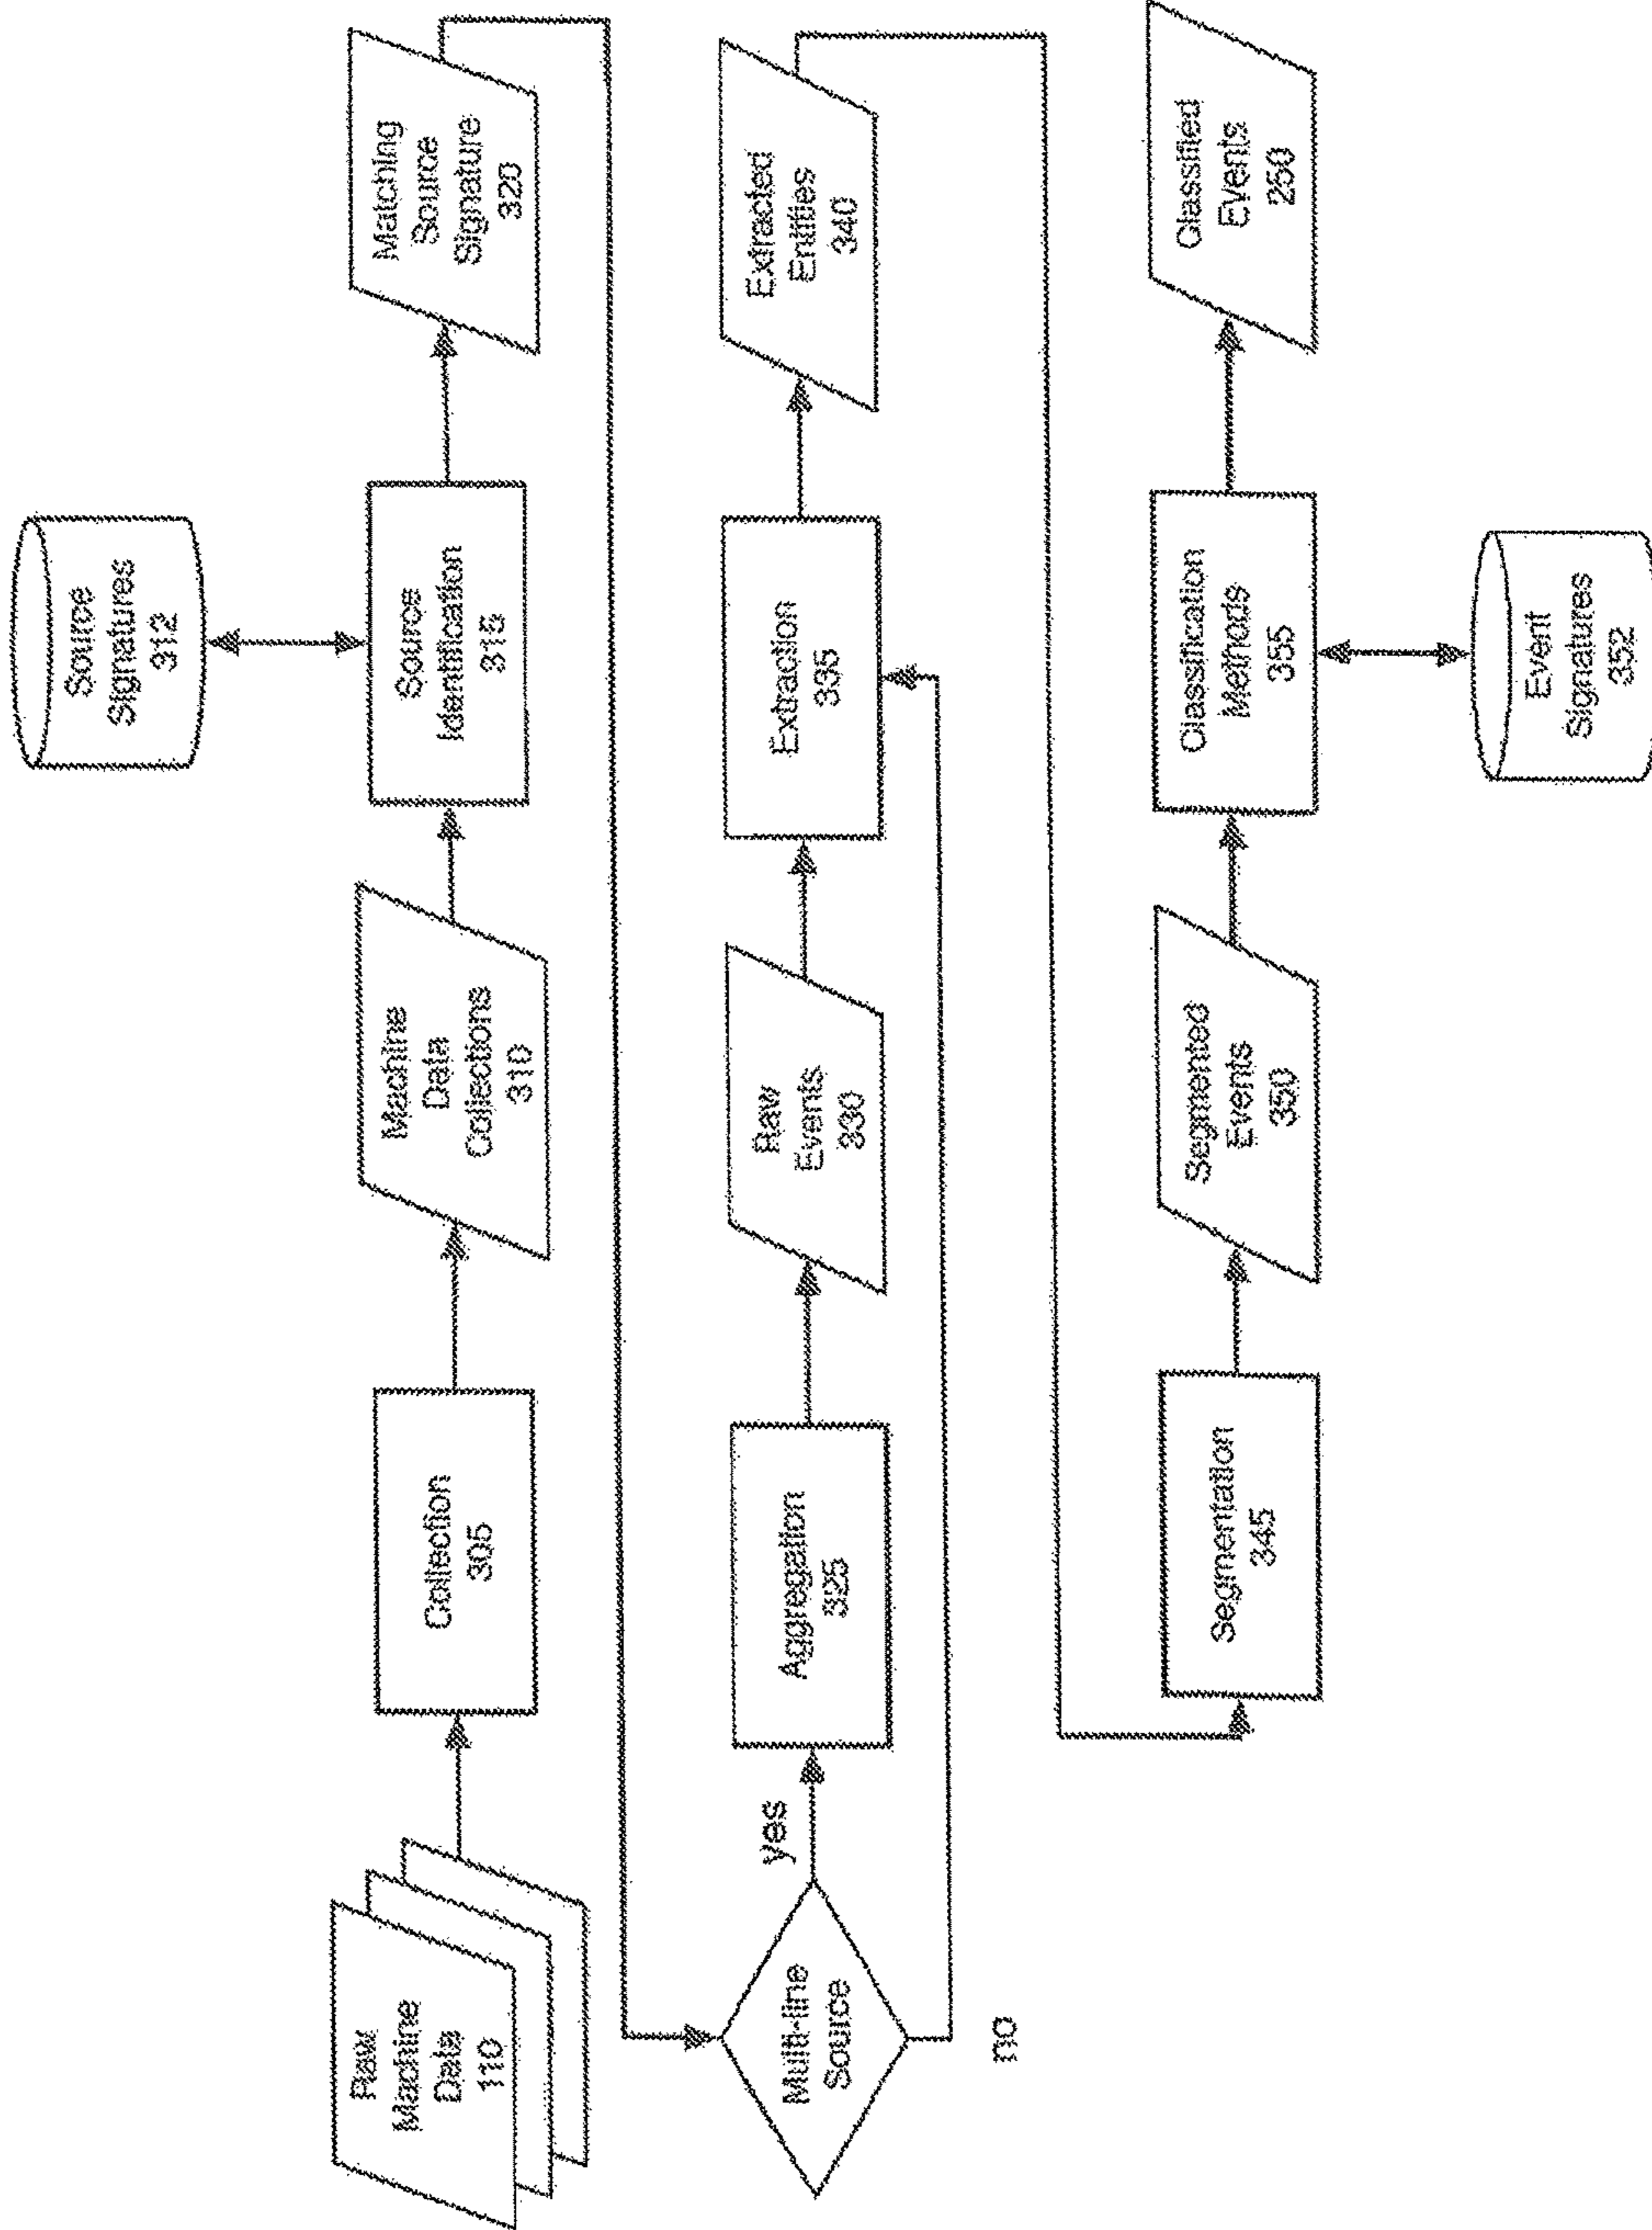 Source
Signatures
312
Raw
Machine
Data
110
Collection
305
Machine
Data
Collections
310
Source
Identification
315
Matching
Source
Signature
320
Multi-line
Source
yes
no
Aggregation
325
Raw
Events
330
Extraction
335
Extracted
Entities
340
Segmentation
345
Segmented
Events
350
Classification
Methods
355
Classified
Events
250
Event
Signatures
352